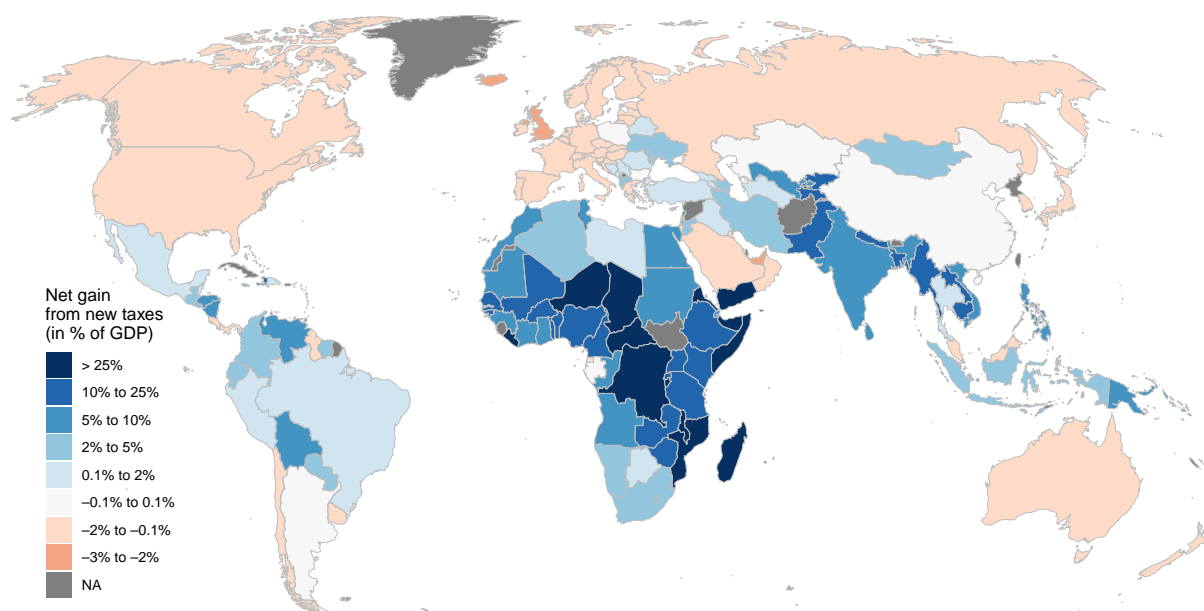 Net gain
from new taxes
(in % of GDP)
> 25%
10% to 25%
5% to 10%
2% to 5%
0.1% to 2%
−0.1% to 0.1%
−2% to −0.1%
−3% to −2%
NA